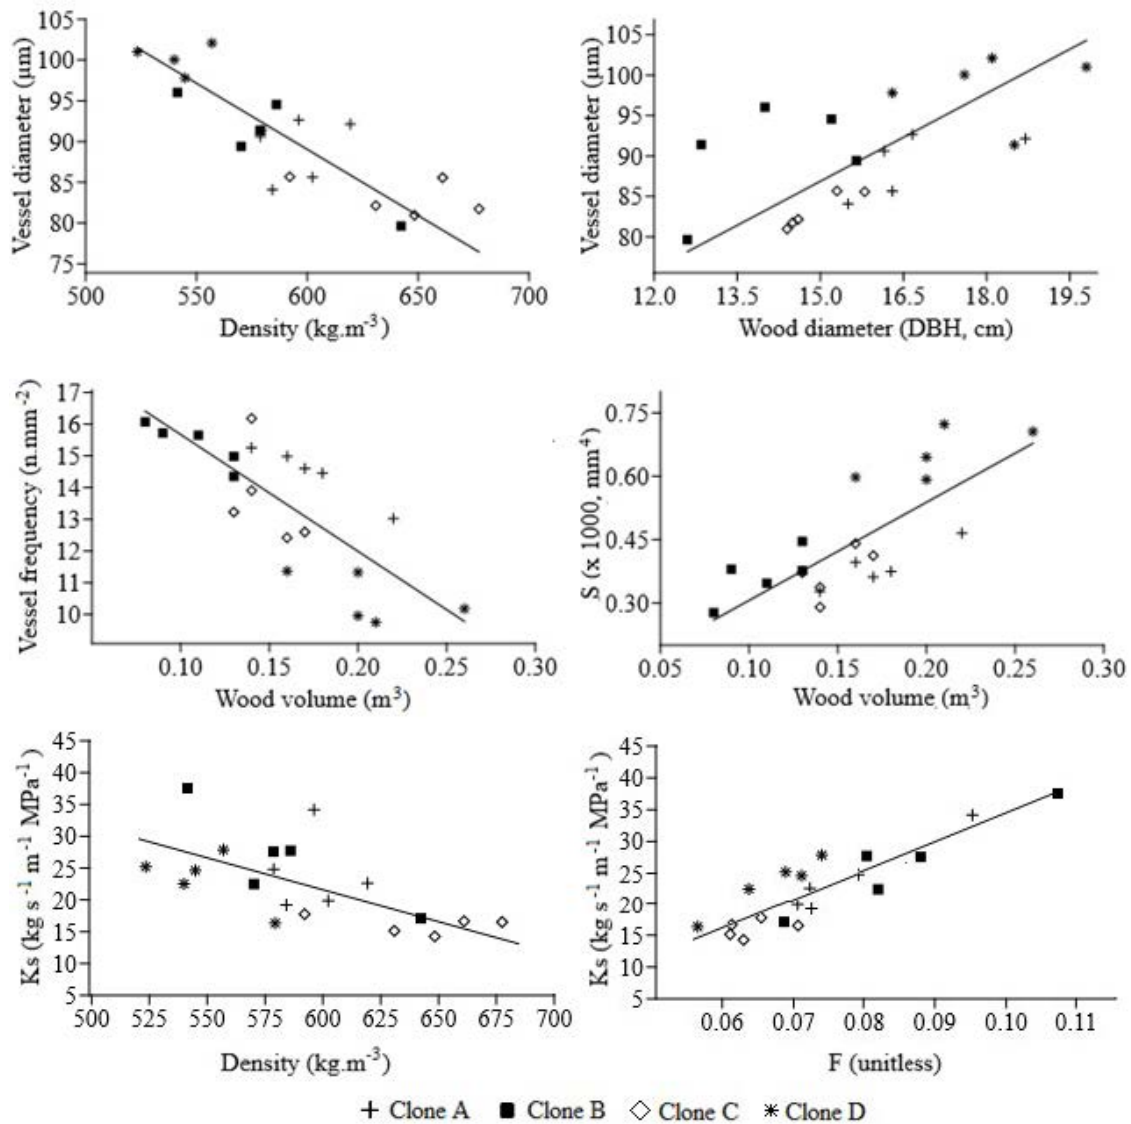 105
100
95
90
85
80
75
Vessel diameter (μm)
500 550 600 650 700
Density (kg.m-3)
105
100
95
90
85
80
Vessel diameter (μm)
12.0 13.5 15.0 16.5 18.0 19.5
Wood diameter (DBH, cm)
17
16
15
14
13
12
11
10
Vessel frequency (n.mm-2)
0.10 0.15 0.20 0.25 0.30
Wood volume (m3)
0.75
0.60
0.45
0.30
S (x 1000, mm4)
0.05 0.10 0.15 0.20 0.25 0.30
Wood volume (m3)
45
40
35
30
25
20
15
10
5
Ks (kg s-1 m-1 MPa-1)
500 525 550 575 600 625 650 675 700
Density (kg.m-3)
45
40
35
30
25
20
15
10
5
Ks (kg s-1 m-1 MPa-1)
0.06 0.07 0.08 0.09 0.10 0.11
F (unitless)
Clone A Clone B Clone C Clone D